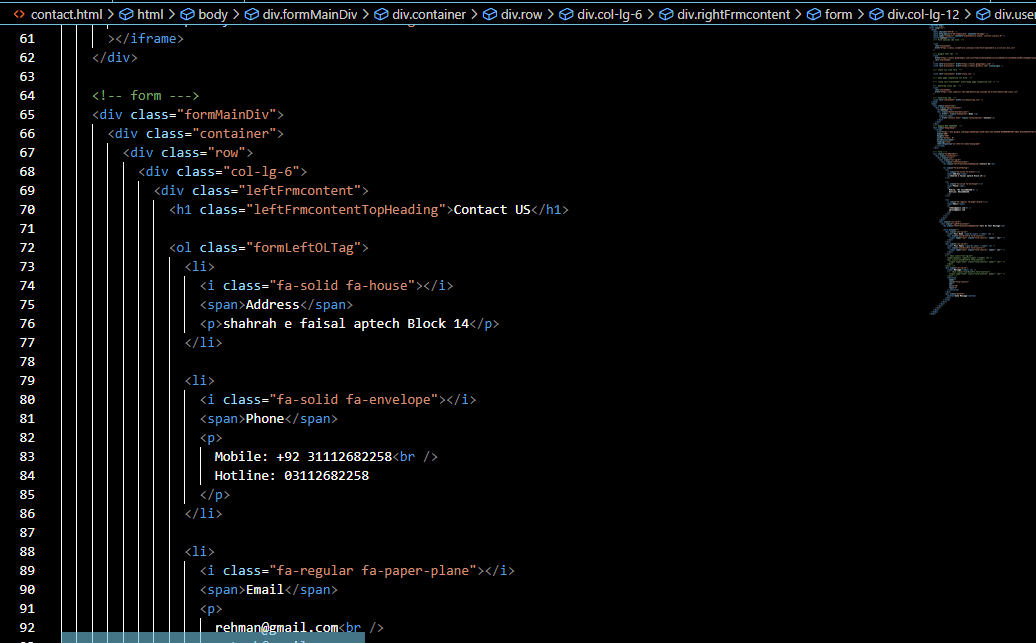 <> contact.html > html > body > div.formMainDiv > div.container > div.row > div.col-lg-6 > div.rightFrmcontent > form > div.col-lg-12 > div.user
61 ></iframe>
62 </div>
63
64 <!-- form --->
65 <div class="formMainDiv">
66 <div class="container">
67 <div class="row">
68 <div class="col-lg-6">
69 <div class="leftFrmcontent">
70 <h1 class="leftFrmcontentTopHeading">Contact US</h1>
71
72 <ol class="formLeftOLTag">
73 <li>
74 <i class="fa-solid fa-house"></i>
75 <span>Address</span>
76 <p>shahrah e faisal aptech Block 14</p>
77 </li>
78
79 <li>
80 <i class="fa-solid fa-envelope"></i>
81 <span>Phone</span>
82 <p>
83 Mobile: +92 31112682258<br />
84 Hotline: 03112682258
85 </p>
86 </li>
87
88 <li>
89 <i class="fa-regular fa-paper-plane"></i>
90 <span>Email</span>
91 <p>
92 rehman@gmail.com<br />